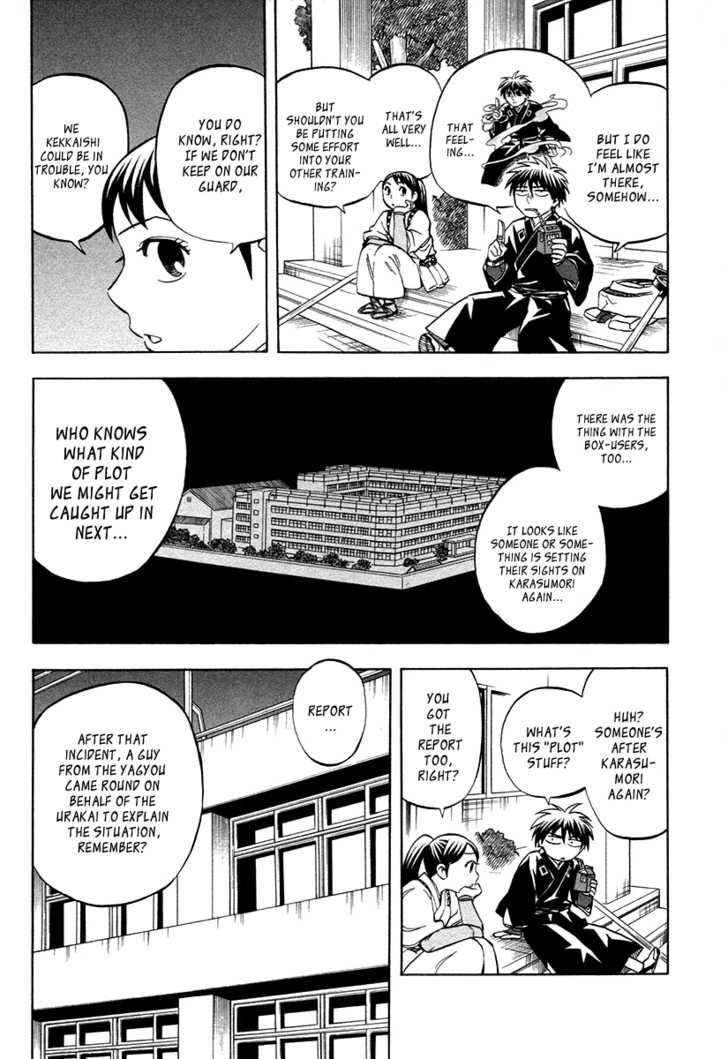 BUT I DO
FEEL LIKE
I'M ALMOST
THERE,
SOMEHOW...
THAT
FEEL-
ING...
THAT'S
ALL VERY
WELL...
BUT
SHOULDN'T YOU
BE PUTTING
SOME EFFORT
INTO YOUR
OTHER TRAIN-
ING?
YOU DO
KNOW, RIGHT?
IF WE DON'T
KEEP ON OUR
GUARD,
WE
KEKKAISHI
COULD BE IN
TROUBLE, YOU
KNOW?
THERE WAS THE
THING WITH THE
BOX-USERS,
TOO...
IT LOOKS LIKE
SOMEONE OR SOME-
THING IS SETTING
THEIR SIGHTS ON
KARASUMORI
AGAIN...
WHO KNOWS
WHAT KIND
OF PLOT
WE MIGHT GET
CAUGHT UP IN
NEXT...
HUH?
SOMEONE'S
AFTER
KARASU-
MORI
AGAIN?
WHAT'S
THIS "PLOT"
STUFF?
YOU
GOT
THE
REPORT
TOO,
RIGHT?
REPORT
...
AFTER THAT
INCIDENT, A GUY
FROM THE YAGYOU
CAME ROUND ON
BEHALF OF THE
URAKAI TO EXPLAIN
THE SITUATION,
REMEMBER?